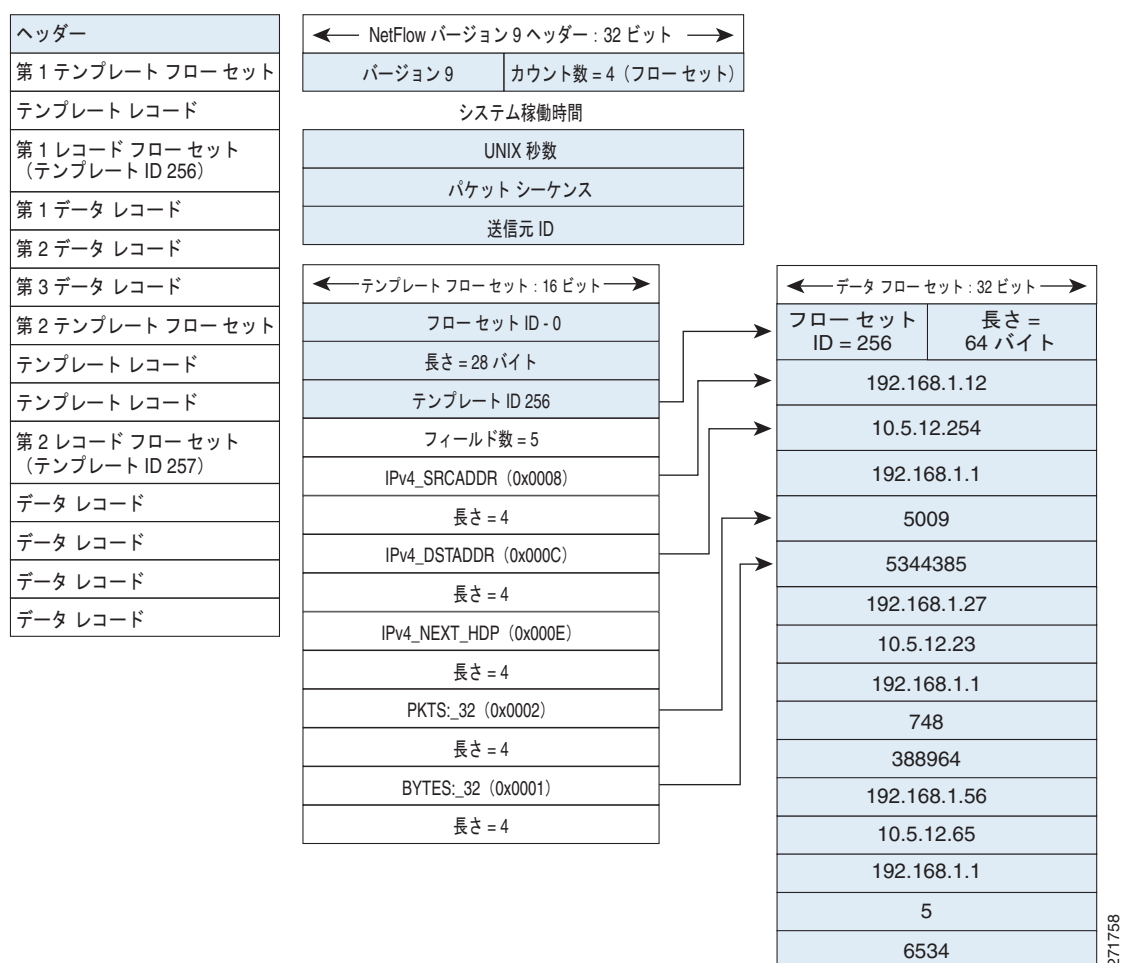 ヘッダー
第 1 テンプレート フロー セット
テンプレート レコード
第 1 レコード フロー セット
（テンプレート ID 256）
第 1 データ レコード
第 2 データ レコード
第 3 データ レコード
第 2 テンプレート フロー セット
テンプレート レコード
テンプレート レコード
第 2 レコード フロー セット
（テンプレート ID 257）
データ レコード
データ レコード
データ レコード
データ レコード
NetFlow バージョン 9 ヘッダー : 32 ビット
バージョン 9
カウント数 = 4（フロー セット）
システム稼働時間
UNIX 秒数
パケット シーケンス
送信元 ID
テンプレート フロー セット : 16 ビット
フロー セット ID - 0
長さ = 28 バイト
テンプレート ID 256
フィールド数 = 5
IPv4_SRCADDR（0x0008）
長さ = 4
IPv4_DSTADDR（0x000C）
長さ = 4
IPv4_NEXT_HDP（0x000E）
長さ = 4
PKTS:_32（0x0002）
長さ = 4
BYTES:_32（0x0001）
長さ = 4
データ フロー セット : 32 ビット
フロー セット
ID = 256
長さ =
64 バイト
192.168.1.12
10.5.12.254
192.168.1.1
5009
5344385
192.168.1.27
10.5.12.23
192.168.1.1
748
388964
192.168.1.56
10.5.12.65
192.168.1.1
5
6534
271758